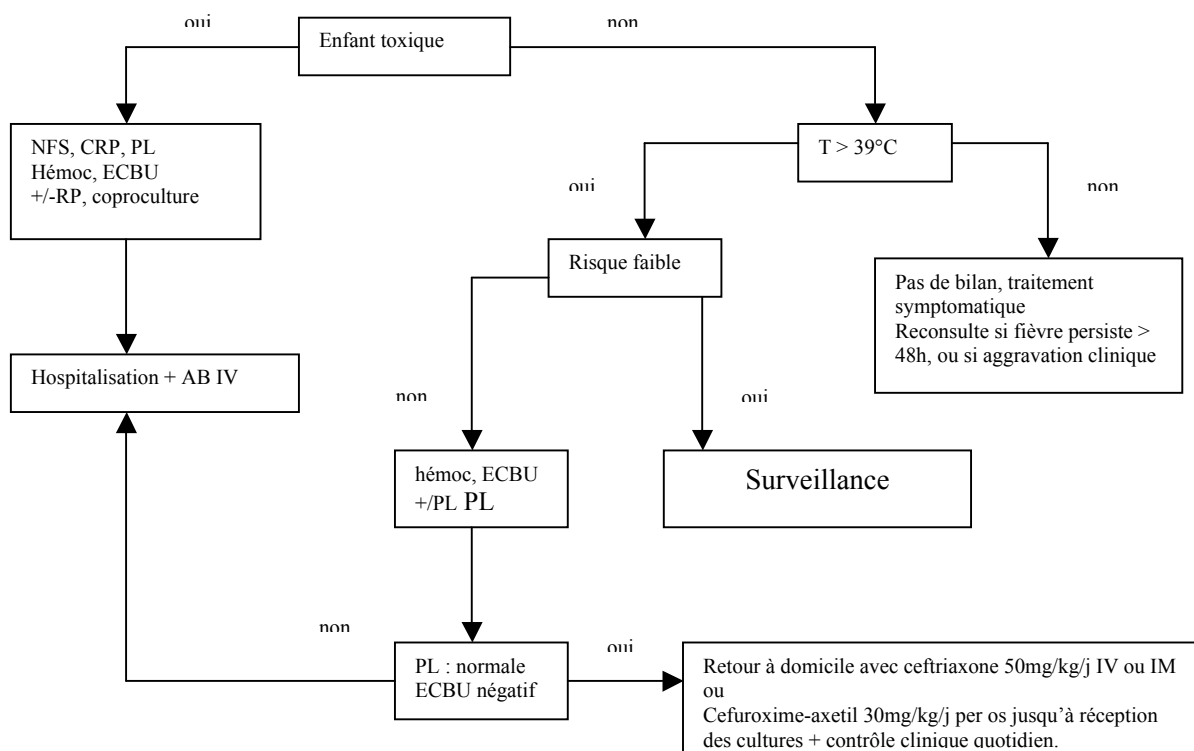 oui
non
Enfant toxique
NFS, CRP, PL
Hémoc, ECBU
+/-RP, coproculture
T > 39°C
oui
non
Risque faible
Pas de bilan, traitement
symptomatique
Reconsulte si fièvre persiste >
48h, ou si aggravation clinique
Hospitalisation + AB IV
non
oui
hémoc, ECBU
+/PL PL
Surveillance
non
oui
PL : normale
ECBU négatif
Retour à domicile avec ceftriaxone 50mg/kg/j IV ou IM
ou
Cefuroxime-axetil 30mg/kg/j per os jusqu’à réception
des cultures + contrôle clinique quotidien.